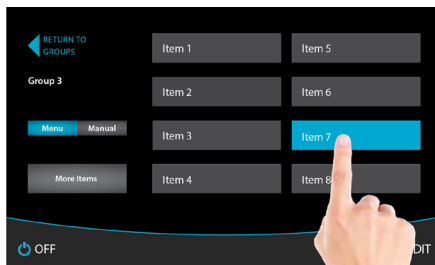 RETURN TO
GROUPS
Group 3
Menu Manual
More Items
Item 1
Item 2
Item 3
Item 4
Item 5
Item 6
Item 7
Item 8
OFF
DIT